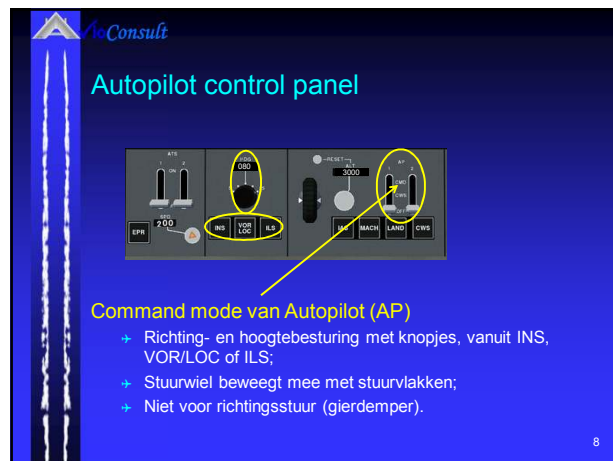 AvioConsult
Autopilot control panel
ATS
1 2
ON
SPD
200
EPR
HDG
080
INS VOR LOC ILS
RESET
ALT
3000
AP
1 2
CMD
CWS
OFF
IAS MACH LAND CWS
Command mode van Autopilot (AP)
Richting- en hoogtebesturing met knopjes, vanuit INS,
VOR/LOC of ILS;
Stuurwiel beweegt mee met stuurvlakken;
Niet voor richtingsstuur (gierdemper).
8